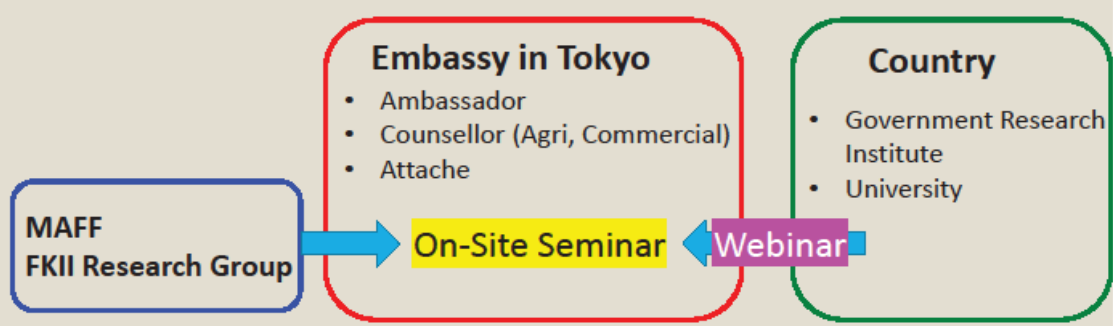 Embassy in Tokyo
• Ambassador
• Counsellor (Agri, Commercial)
• Attache
Country
• Government Research
Institute
• University
MAFF
FKII Research Group
On-Site Seminar
Webinar